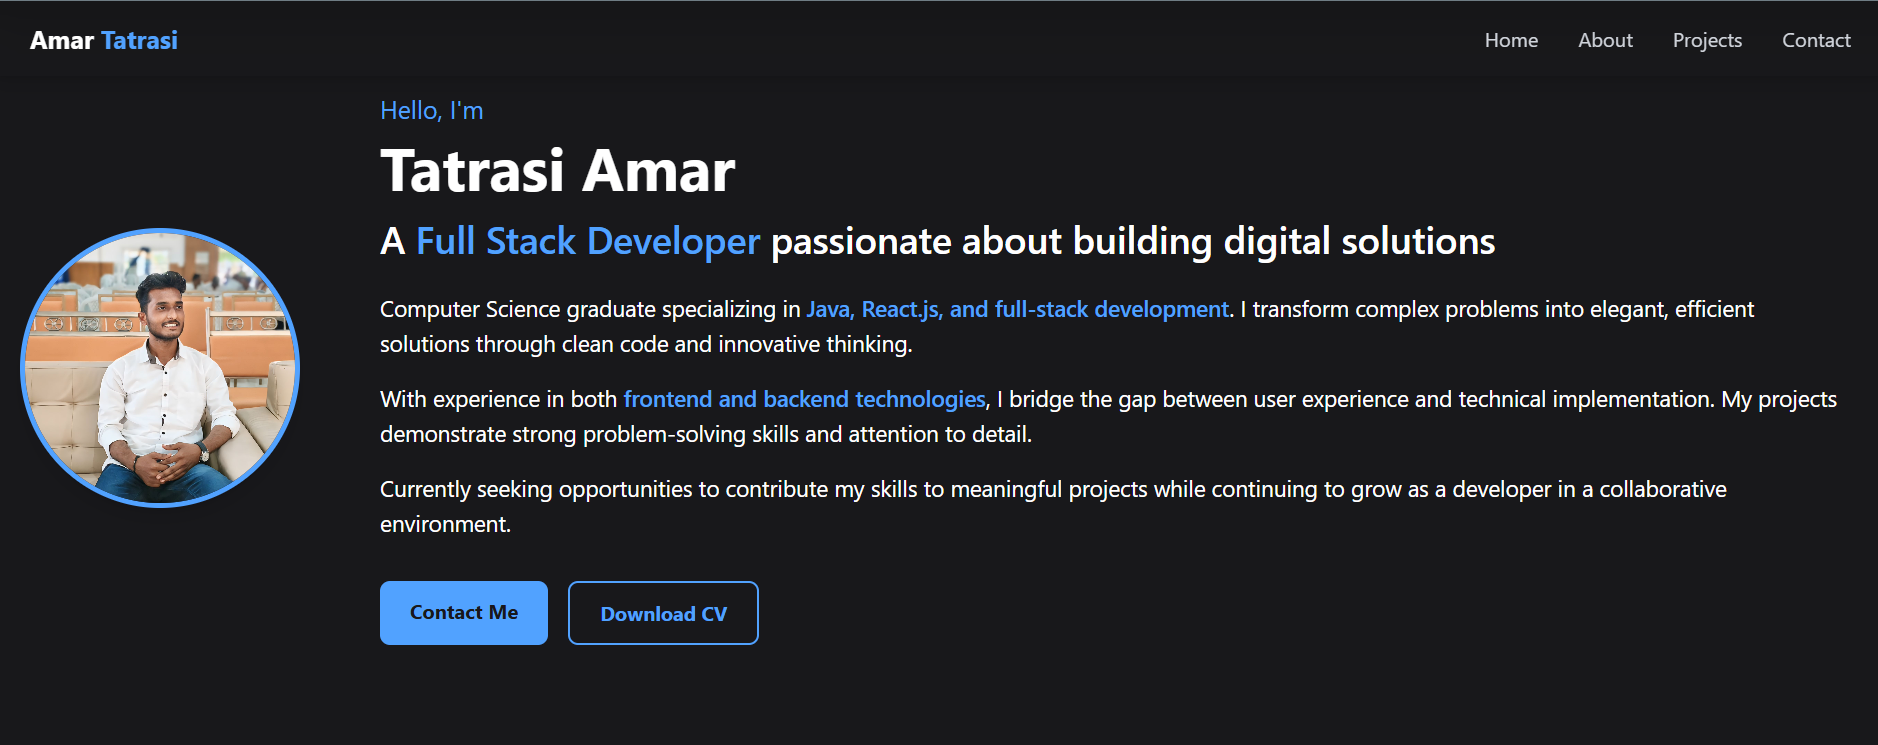 Amar Tatrasi
Home About Projects Contact
Hello, I'm
Tatrasi Amar
A Full Stack Developer passionate about building digital solutions
Computer Science graduate specializing in Java, React.js, and full-stack development. I transform complex problems into elegant, efficient
solutions through clean code and innovative thinking.
With experience in both frontend and backend technologies, I bridge the gap between user experience and technical implementation. My projects
demonstrate strong problem-solving skills and attention to detail.
Currently seeking opportunities to contribute my skills to meaningful projects while continuing to grow as a developer in a collaborative
environment.
Contact Me
Download CV